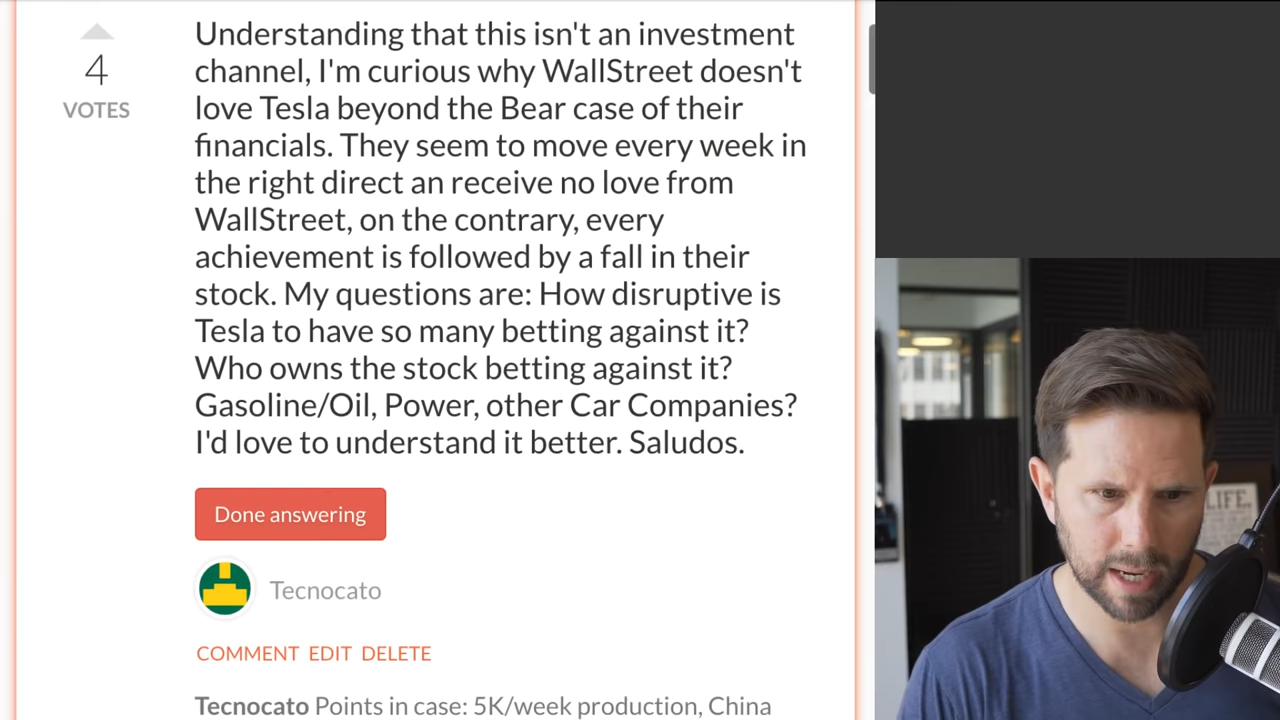 Understanding that this isn't an investment
channel, I'm curious why WallStreet doesn't
love Tesla beyond the Bear case of their
financials. They seem to move every week in
the right direct an receive no love from
WallStreet, on the contrary, every
achievement is followed by a fall in their
stock. My questions are: How disruptive is
Tesla to have so many betting against it?
Who owns the stock betting against it?
Gasoline/Oil, Power, other Car Companies?
I'd love to understand it better. Saludos.
4
VOTES
Done answering
Tecnocato
COMMENT EDIT DELETE
Tecnocato Points in case: 5K/week production, China
LIFE.